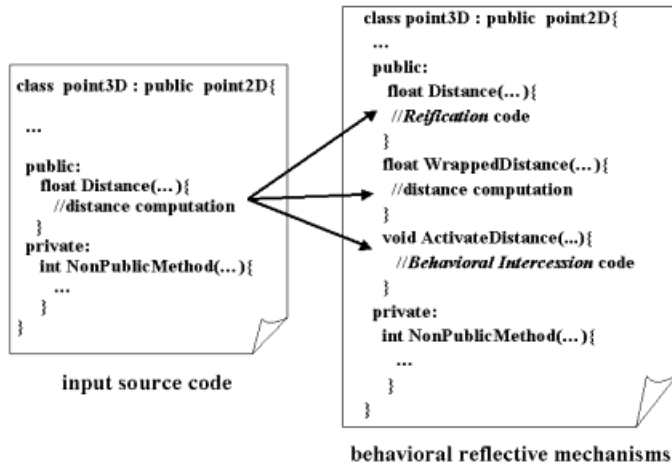 class point3D : public point2D{
...
public:
float Distance(...){
//distance computation
}
private:
int NonPublicMethod(...){
...
}
}
input source code
class point3D : public point2D{
...
public:
float Distance(...){
//Reification code
}
float WrappedDistance(...){
//distance computation
}
void ActivateDistance(...){
//Behavioral Intercession code
}
private:
int NonPublicMethod(...){
...
}
}
behavioral reflective mechanisms